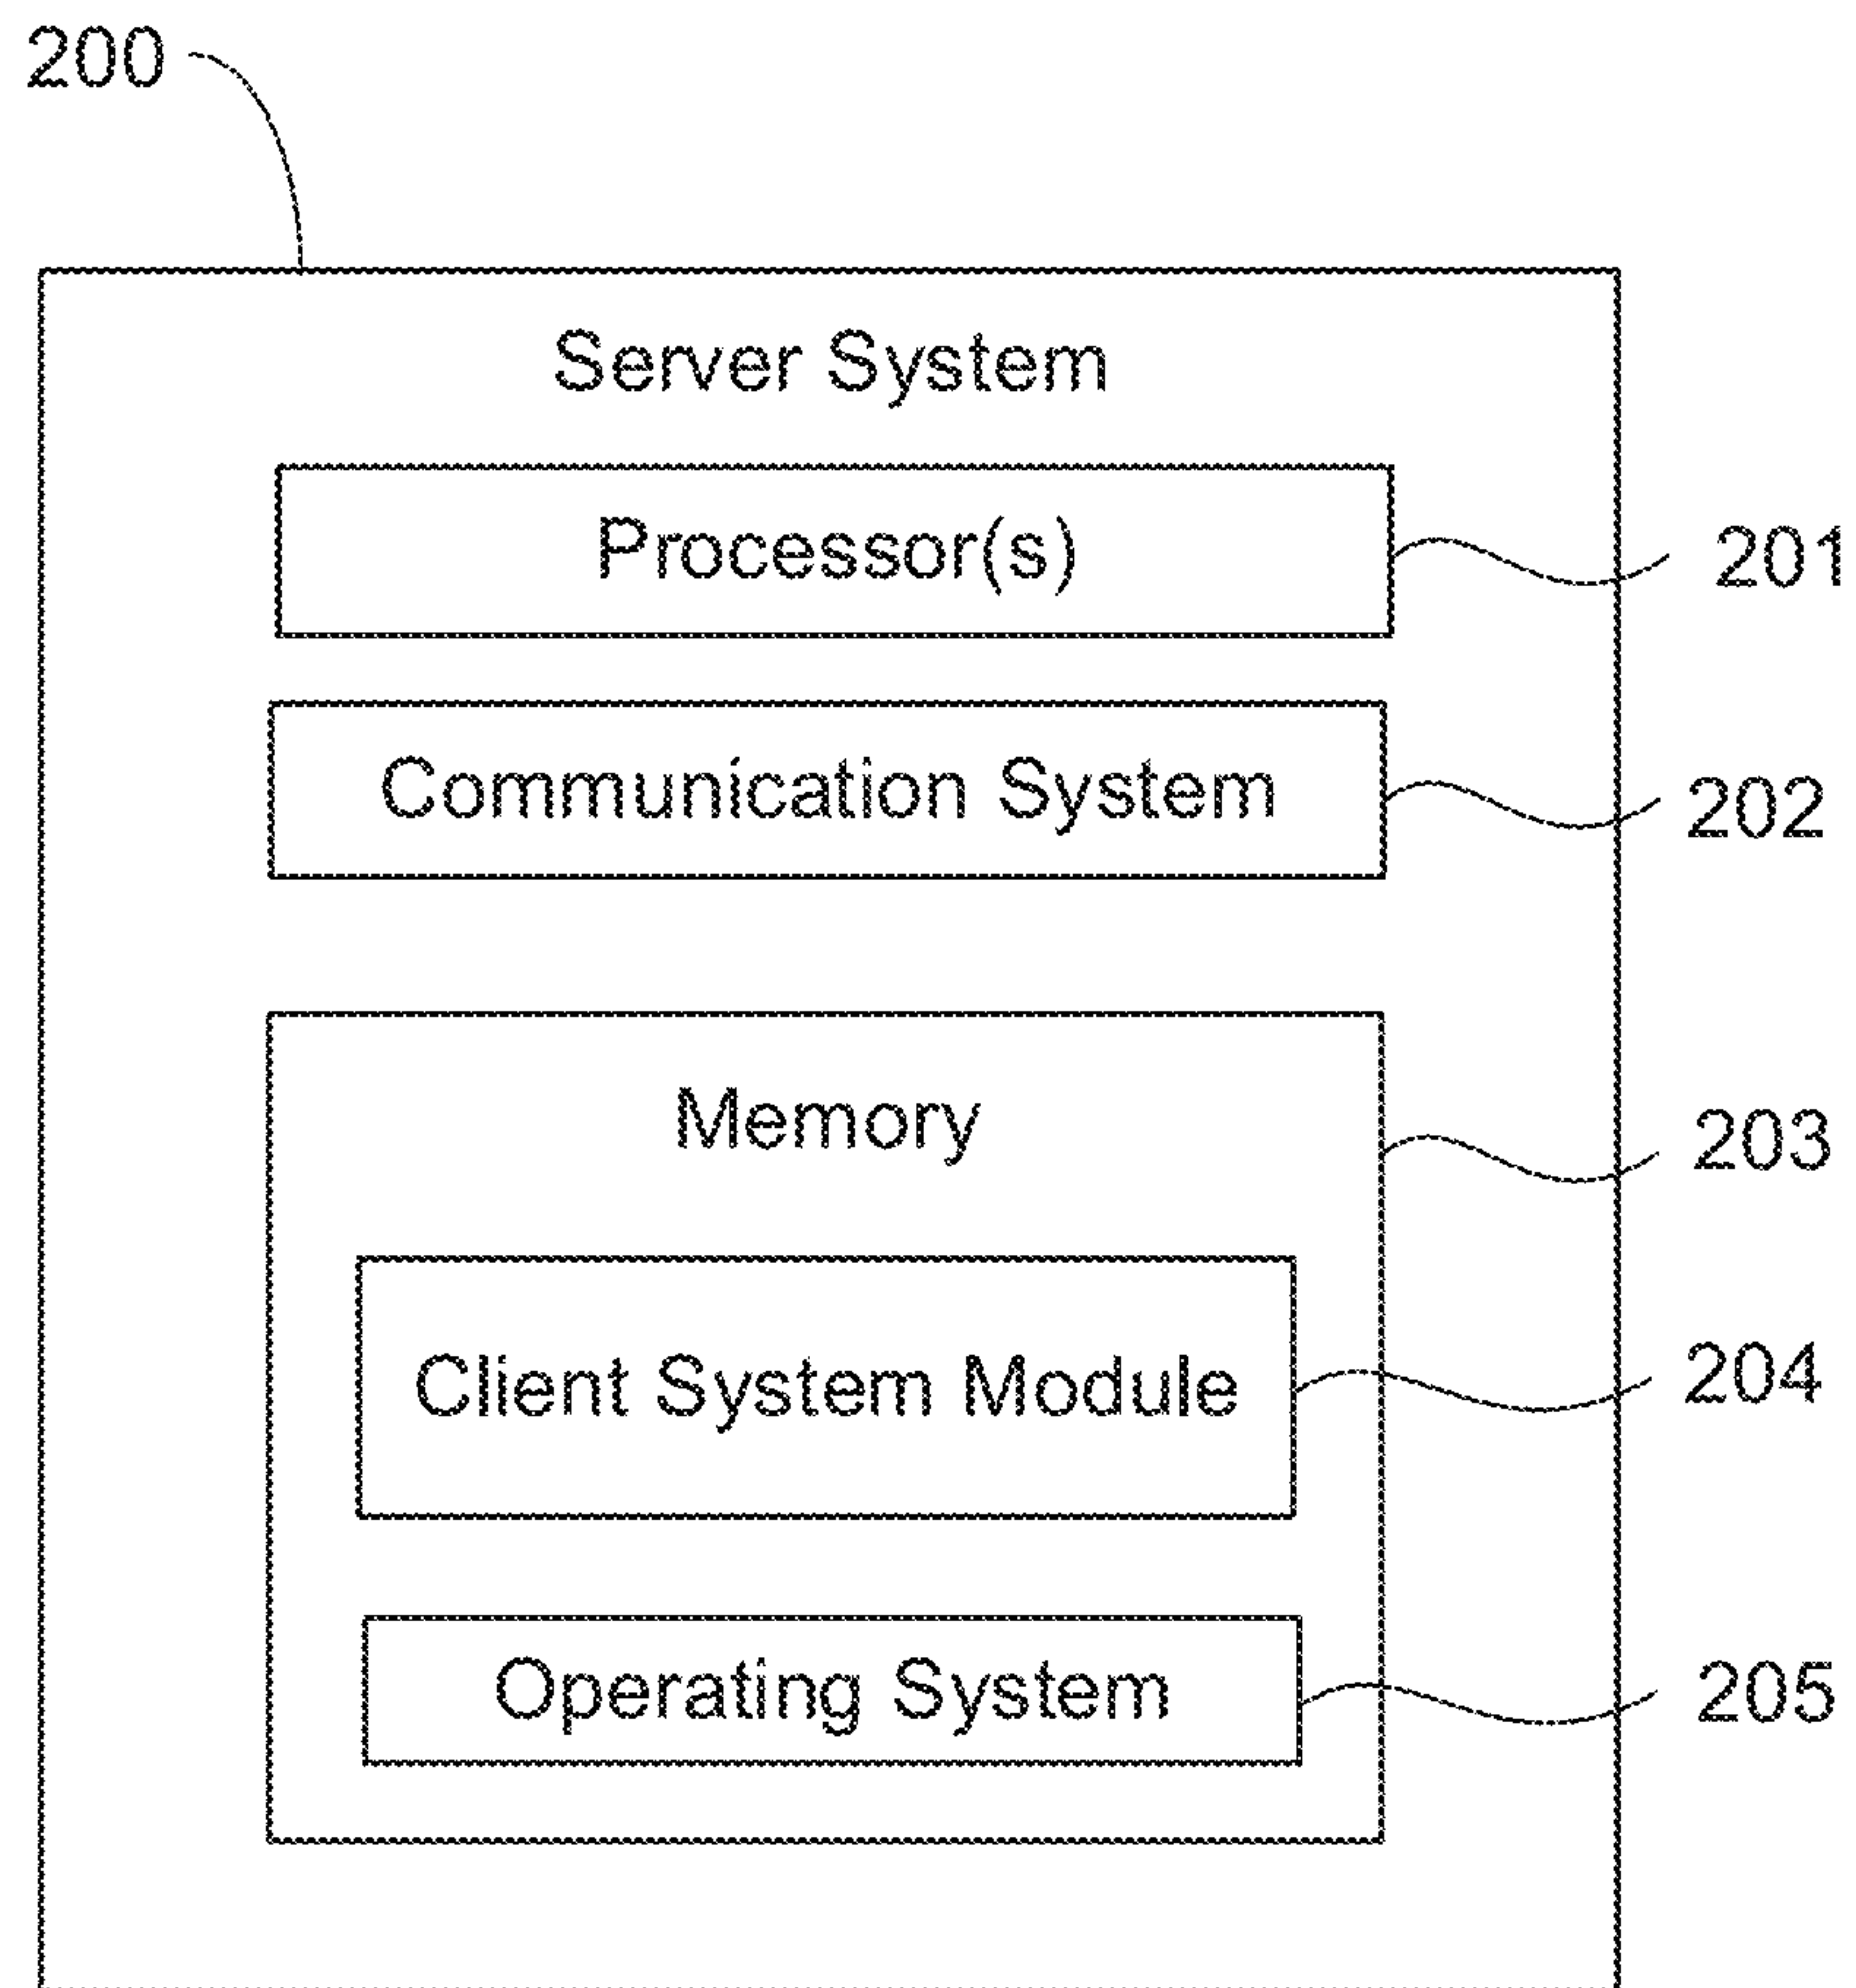 200
Server System
Processor(s)
201
Communication System
202
Memory
203
Client System Module
204
Operating System
205